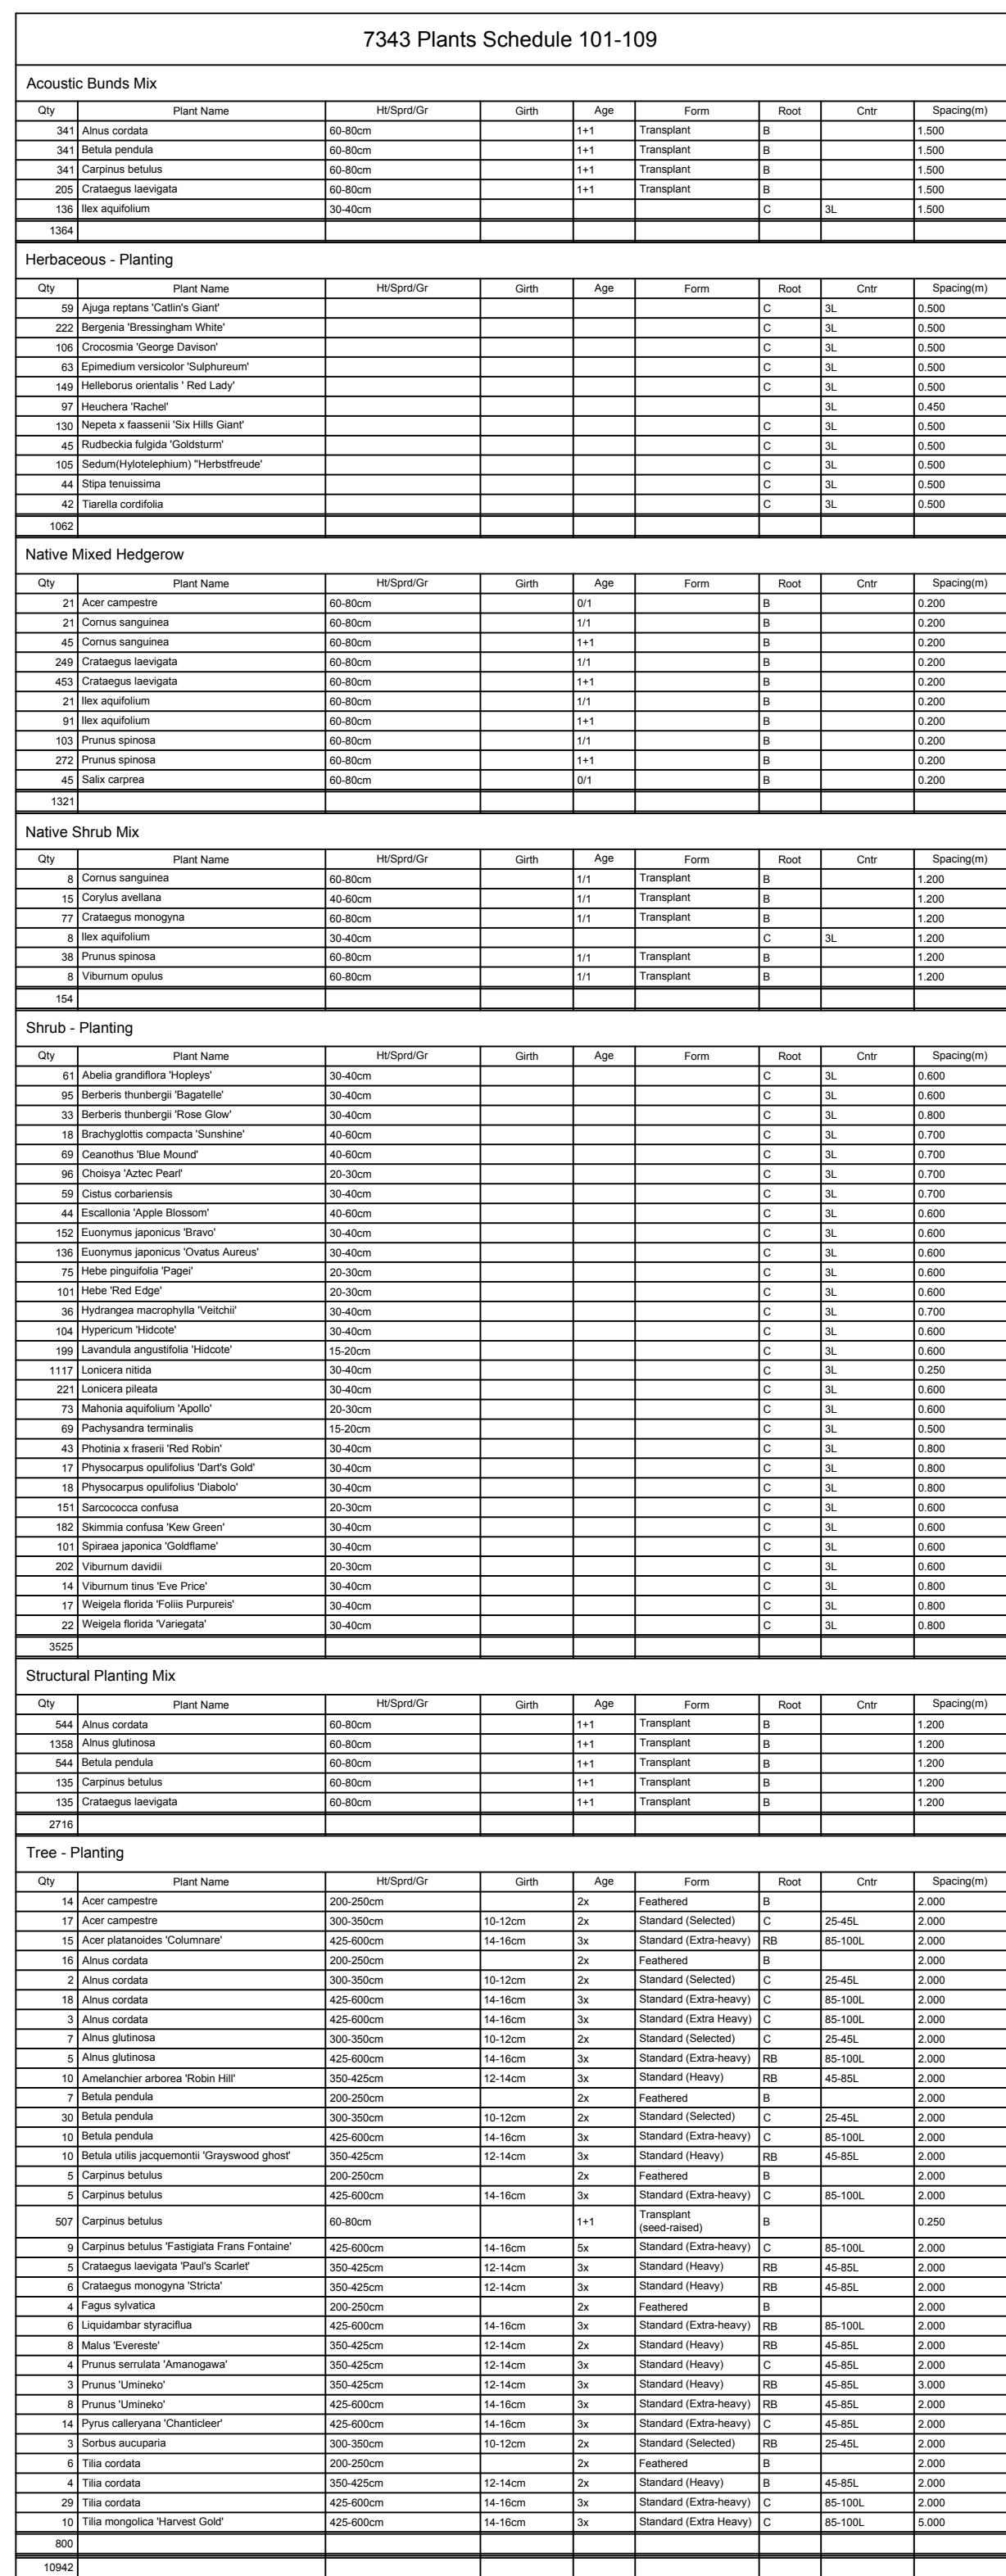 7343 Plants Schedule 101-109
Acoustic Bunds Mix
Qty Plant Name Ht/Sprd/Gr Girth Age Form Root Cntr Spacing(m)
341 Alnus cordata 60-80cm 1+1 Transplant B 1.500
341 Betula pendula 60-80cm 1+1 Transplant B 1.500
341 Carpinus betulus 60-80cm 1+1 Transplant B 1.500
205 Crataegus laevigata 60-80cm 1+1 Transplant B 1.500
136 Ilex aquifolium 30-40cm C 3L 1.500
1364
Herbaceous - Planting
Qty Plant Name Ht/Sprd/Gr Girth Age Form Root Cntr Spacing(m)
59 Ajuga reptans 'Catlin's Giant' C 3L 0.500
222 Bergenia 'Bressingham White' C 3L 0.500
106 Crocosmia 'George Davison' C 3L 0.500
63 Epimedium versicolor 'Sulphureum' C 3L 0.500
149 Helleborus orientalis ' Red Lady' C 3L 0.500
97 Heuchera 'Rachel' 3L 0.450
130 Nepeta x faassenii 'Six Hills Giant' C 3L 0.500
45 Rudbeckia fulgida 'Goldsturm' C 3L 0.500
105 Sedum(Hylotelephium) "Herbstfreude' C 3L 0.500
44 Stipa tenuissima C 3L 0.500
42 Tiarella cordifolia C 3L 0.500
1062
Native Mixed Hedgerow
Qty Plant Name Ht/Sprd/Gr Girth Age Form Root Cntr Spacing(m)
21 Acer campestre 60-80cm 0/1 B 0.200
21 Cornus sanguinea 60-80cm 1/1 B 0.200
45 Cornus sanguinea 60-80cm 1+1 B 0.200
249 Crataegus laevigata 60-80cm 1/1 B 0.200
453 Crataegus laevigata 60-80cm 1+1 B 0.200
21 Ilex aquifolium 60-80cm 1/1 B 0.200
91 Ilex aquifolium 60-80cm 1+1 B 0.200
103 Prunus spinosa 60-80cm 1/1 B 0.200
272 Prunus spinosa 60-80cm 1+1 B 0.200
45 Salix carprea 60-80cm 0/1 B 0.200
1321
Native Shrub Mix
Qty Plant Name Ht/Sprd/Gr Girth Age Form Root Cntr Spacing(m)
8 Cornus sanguinea 60-80cm 1/1 Transplant B 1.200
15 Corylus avellana 40-60cm 1/1 Transplant B 1.200
77 Crataegus monogyna 60-80cm 1/1 Transplant B 1.200
8 Ilex aquifolium 30-40cm C 3L 1.200
38 Prunus spinosa 60-80cm 1/1 Transplant B 1.200
8 Viburnum opulus 60-80cm 1/1 Transplant B 1.200
154
Shrub - Planting
Qty Plant Name Ht/Sprd/Gr Girth Age Form Root Cntr Spacing(m)
61 Abelia grandiflora 'Hopleys' 30-40cm C 3L 0.600
95 Berberis thunbergii 'Bagatelle' 30-40cm C 3L 0.600
33 Berberis thunbergii 'Rose Glow' 30-40cm C 3L 0.800
18 Brachyglottis compacta 'Sunshine' 40-60cm C 3L 0.700
69 Ceanothus 'Blue Mound' 40-60cm C 3L 0.700
96 Choisya 'Aztec Pearl' 20-30cm C 3L 0.700
59 Cistus corbariensis 30-40cm C 3L 0.700
44 Escallonia 'Apple Blossom' 40-60cm C 3L 0.600
152 Euonymus japonicus 'Bravo' 30-40cm C 3L 0.600
136 Euonymus japonicus 'Ovatus Aureus' 30-40cm C 3L 0.600
75 Hebe pinguifolia 'Pagei' 20-30cm C 3L 0.600
101 Hebe 'Red Edge' 20-30cm C 3L 0.600
36 Hydrangea macrophylla 'Veitchii' 30-40cm C 3L 0.700
104 Hypericum 'Hidcote' 30-40cm C 3L 0.600
199 Lavandula angustifolia 'Hidcote' 15-20cm C 3L 0.600
1117 Lonicera nitida 30-40cm C 3L 0.250
221 Lonicera pileata 30-40cm C 3L 0.600
73 Mahonia aquifolium 'Apollo' 20-30cm C 3L 0.600
69 Pachysandra terminalis 15-20cm C 3L 0.500
43 Photinia x fraserii 'Red Robin' 30-40cm C 3L 0.800
17 Physocarpus opulifolius 'Dart's Gold' 30-40cm C 3L 0.800
18 Physocarpus opulifolius 'Diabolo' 30-40cm C 3L 0.800
151 Sarcococca confusa 20-30cm C 3L 0.600
182 Skimmia confusa 'Kew Green' 30-40cm C 3L 0.600
101 Spiraea japonica 'Goldflame' 30-40cm C 3L 0.600
202 Viburnum davidii 20-30cm C 3L 0.600
14 Viburnum tinus 'Eve Price' 30-40cm C 3L 0.800
17 Weigela florida 'Foliis Purpureis' 30-40cm C 3L 0.800
22 Weigela florida 'Variegata' 30-40cm C 3L 0.800
3525
Structural Planting Mix
Qty Plant Name Ht/Sprd/Gr Girth Age Form Root Cntr Spacing(m)
544 Alnus cordata 60-80cm 1+1 Transplant B 1.200
1358 Alnus glutinosa 60-80cm 1+1 Transplant B 1.200
544 Betula pendula 60-80cm 1+1 Transplant B 1.200
135 Carpinus betulus 60-80cm 1+1 Transplant B 1.200
135 Crataegus laevigata 60-80cm 1+1 Transplant B 1.200
2716
Tree - Planting
Qty Plant Name Ht/Sprd/Gr Girth Age Form Root Cntr Spacing(m)
14 Acer campestre 200-250cm 2x Feathered B 2.000
17 Acer campestre 300-350cm 10-12cm 2x Standard (Selected) C 25-45L 2.000
15 Acer platanoides 'Columnare' 425-600cm 14-16cm 3x Standard (Extra-heavy) RB 85-100L 2.000
16 Alnus cordata 200-250cm 2x Feathered B 2.000
2 Alnus cordata 300-350cm 10-12cm 2x Standard (Selected) C 25-45L 2.000
18 Alnus cordata 425-600cm 14-16cm 3x Standard (Extra-heavy) C 85-100L 2.000
3 Alnus cordata 425-600cm 14-16cm 3x Standard (Extra Heavy) C 85-100L 2.000
7 Alnus glutinosa 300-350cm 10-12cm 2x Standard (Selected) C 25-45L 2.000
5 Alnus glutinosa 425-600cm 14-16cm 3x Standard (Extra-heavy) RB 85-100L 2.000
10 Amelanchier arborea 'Robin Hill' 350-425cm 12-14cm 3x Standard (Heavy) RB 45-85L 2.000
7 Betula pendula 200-250cm 2x Feathered B 2.000
30 Betula pendula 300-350cm 10-12cm 2x Standard (Selected) C 25-45L 2.000
10 Betula pendula 425-600cm 14-16cm 3x Standard (Extra-heavy) C 85-100L 2.000
10 Betula utilis jacquemontii 'Grayswood ghost' 350-425cm 12-14cm 3x Standard (Heavy) RB 45-85L 2.000
5 Carpinus betulus 200-250cm 2x Feathered B 2.000
5 Carpinus betulus 425-600cm 14-16cm 3x Standard (Extra-heavy) C 85-100L 2.000
507 Carpinus betulus 60-80cm 1+1 Transplant (seed-raised) B 0.250
9 Carpinus betulus 'Fastigiata Frans Fontaine' 425-600cm 14-16cm 5x Standard (Extra-heavy) C 85-100L 2.000
5 Crataegus laevigata 'Paul's Scarlet' 350-425cm 12-14cm 3x Standard (Heavy) RB 45-85L 2.000
6 Crataegus monogyna 'Stricta' 350-425cm 12-14cm 3x Standard (Heavy) RB 45-85L 2.000
4 Fagus sylvatica 200-250cm 2x Feathered B 2.000
6 Liquidambar styraciflua 425-600cm 14-16cm 3x Standard (Extra-heavy) RB 85-100L 2.000
8 Malus 'Evereste' 350-425cm 12-14cm 2x Standard (Heavy) RB 45-85L 2.000
4 Prunus serrulata 'Amanogawa' 350-425cm 12-14cm 3x Standard (Heavy) C 45-85L 2.000
3 Prunus 'Umineko' 350-425cm 12-14cm 3x Standard (Heavy) RB 45-85L 3.000
8 Prunus 'Umineko' 425-600cm 14-16cm 3x Standard (Extra-heavy) RB 45-85L 2.000
14 Pyrus calleryana 'Chanticleer' 425-600cm 14-16cm 3x Standard (Extra-heavy) C 45-85L 2.000
3 Sorbus aucuparia 300-350cm 10-12cm 2x Standard (Selected) RB 25-45L 2.000
6 Tilia cordata 200-250cm 2x Feathered B 2.000
4 Tilia cordata 350-425cm 12-14cm 2x Standard (Heavy) B 45-85L 2.000
29 Tilia cordata 425-600cm 14-16cm 3x Standard (Extra-heavy) C 85-100L 2.000
10 Tilia mongolica 'Harvest Gold' 425-600cm 14-16cm 3x Standard (Extra Heavy) C 85-100L 5.000
800
10942